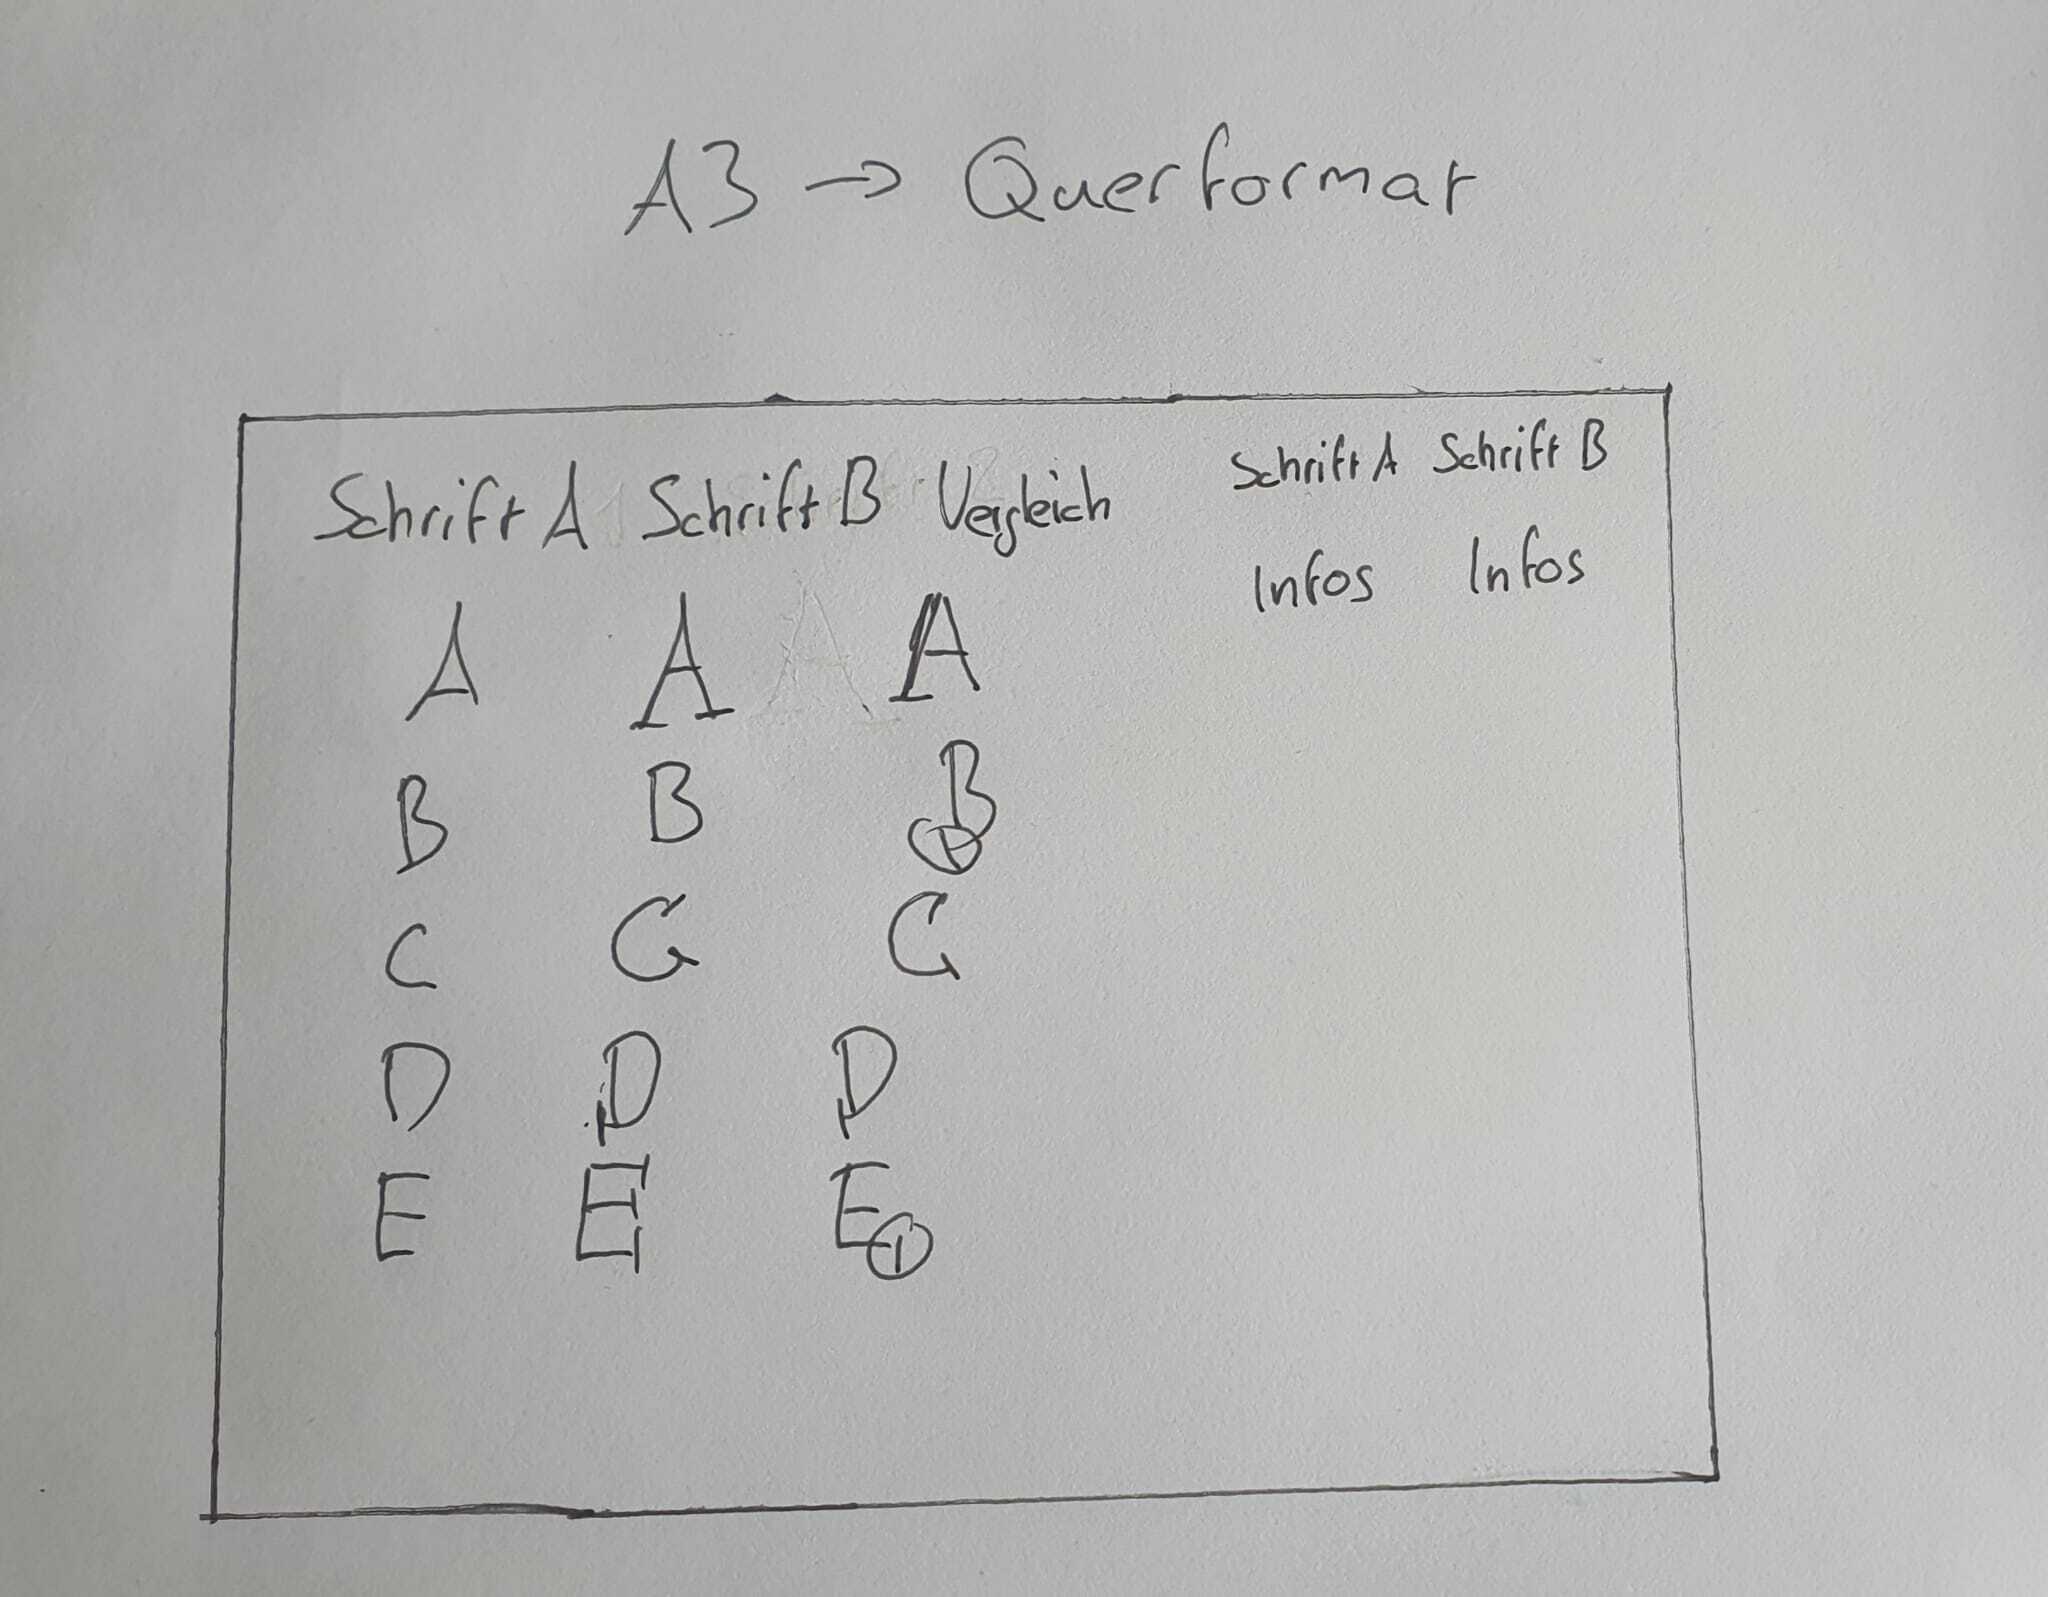 A3 → Querformat
Schrift A Schrift B Vergleich Schrift A Schrift B
Infos Infos
A A A
B B B
C C C
D D D
E E E